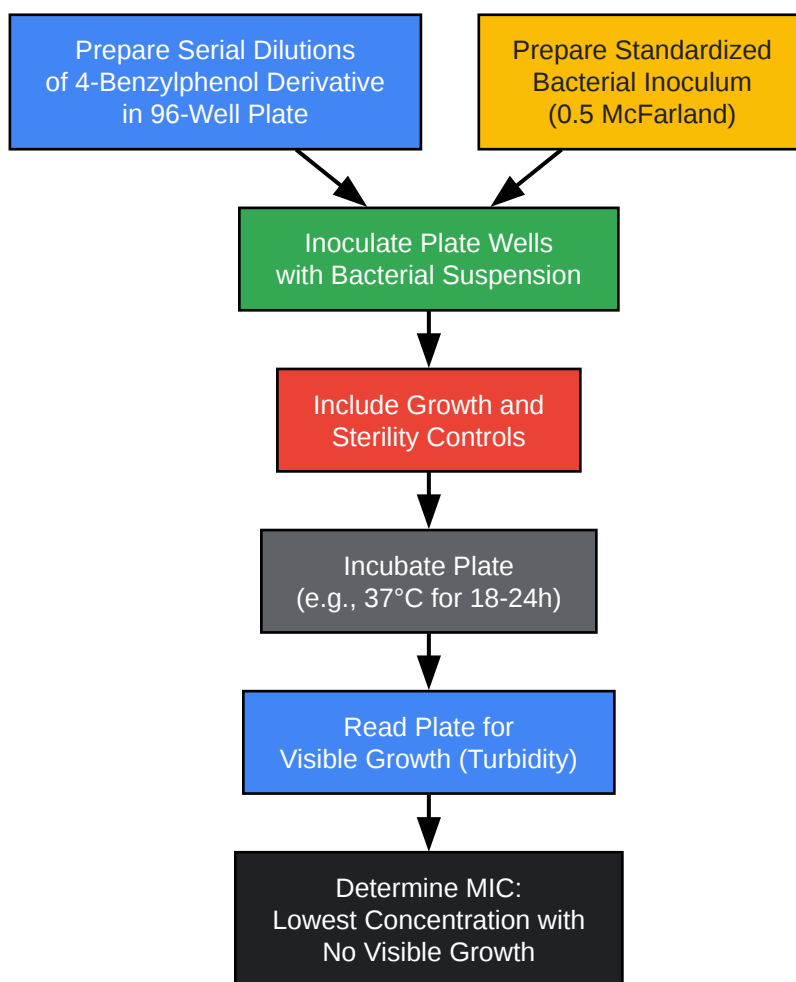 Prepare Serial Dilutions
of 4-Benzylphenol Derivative
in 96-Well Plate
Prepare Standardized
Bacterial Inoculum
(0.5 McFarland)
Inoculate Plate Wells
with Bacterial Suspension
Include Growth and
Sterility Controls
Incubate Plate
(e.g., 37°C for 18-24h)
Read Plate for
Visible Growth (Turbidity)
Determine MIC:
Lowest Concentration with
No Visible Growth